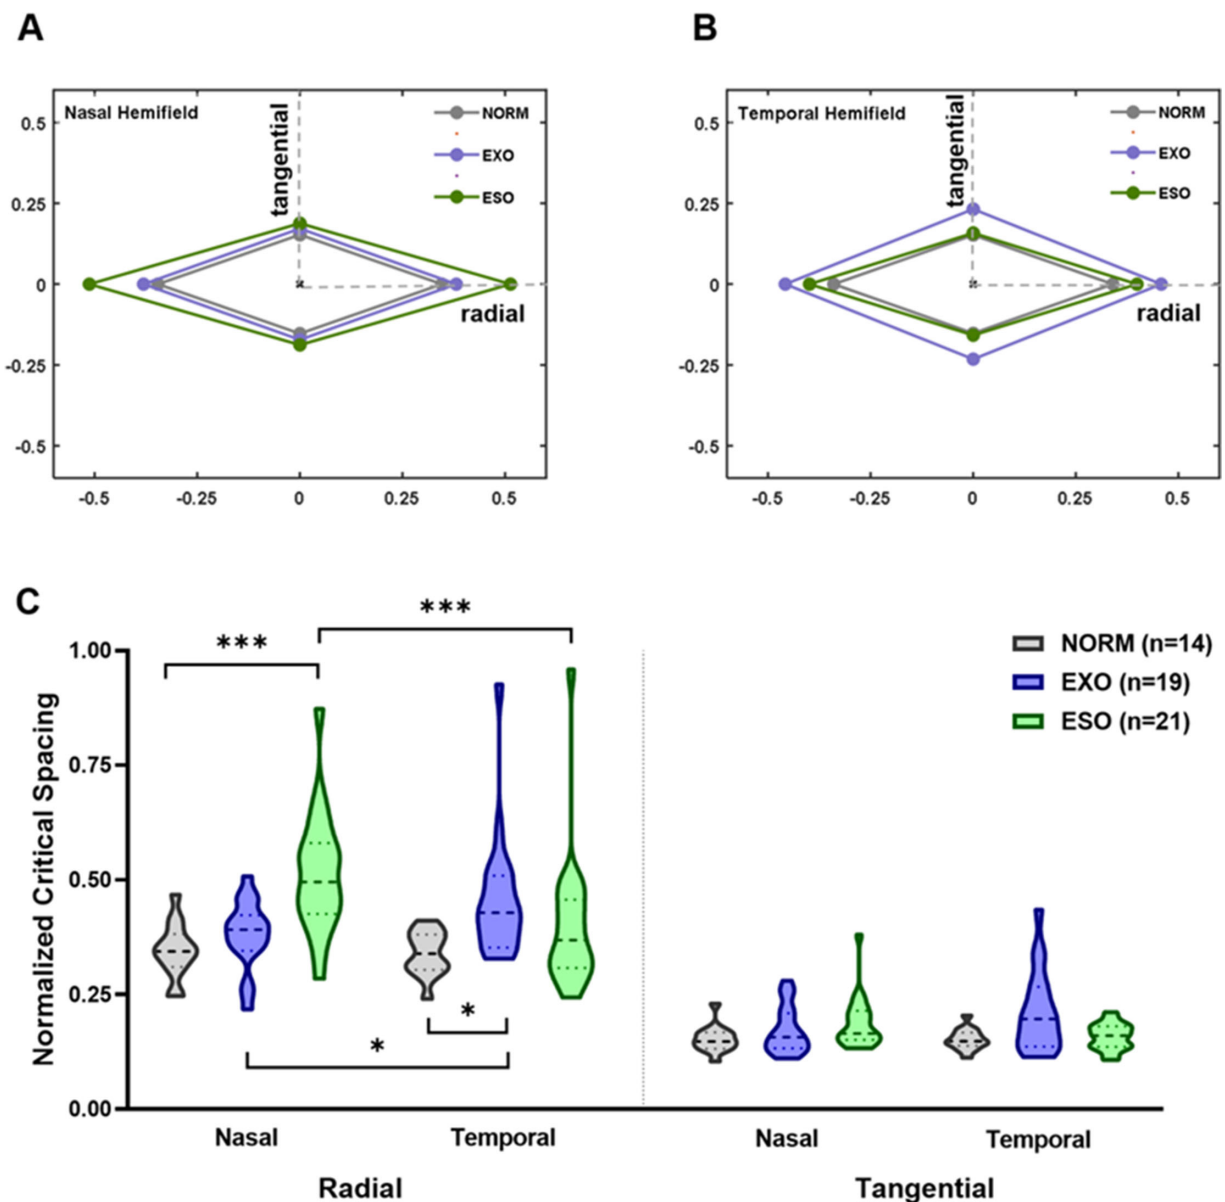 A
B
Nasal Hemifield
tangential
NORM
EXO
ESO
radial
0.5
0.25
0
-0.25
-0.5
-0.5
-0.25
0
0.25
0.5
Temporal Hemifield
tangential
NORM
EXO
ESO
radial
0.5
0.25
0
-0.25
-0.5
-0.5
-0.25
0
0.25
0.5
C
***
***
NORM (n=14)
EXO (n=19)
ESO (n=21)
Normalized Critical Spacing
1.00
0.75
0.50
0.25
0.00
*
*
Nasal
Temporal
Nasal
Temporal
Radial
Tangential